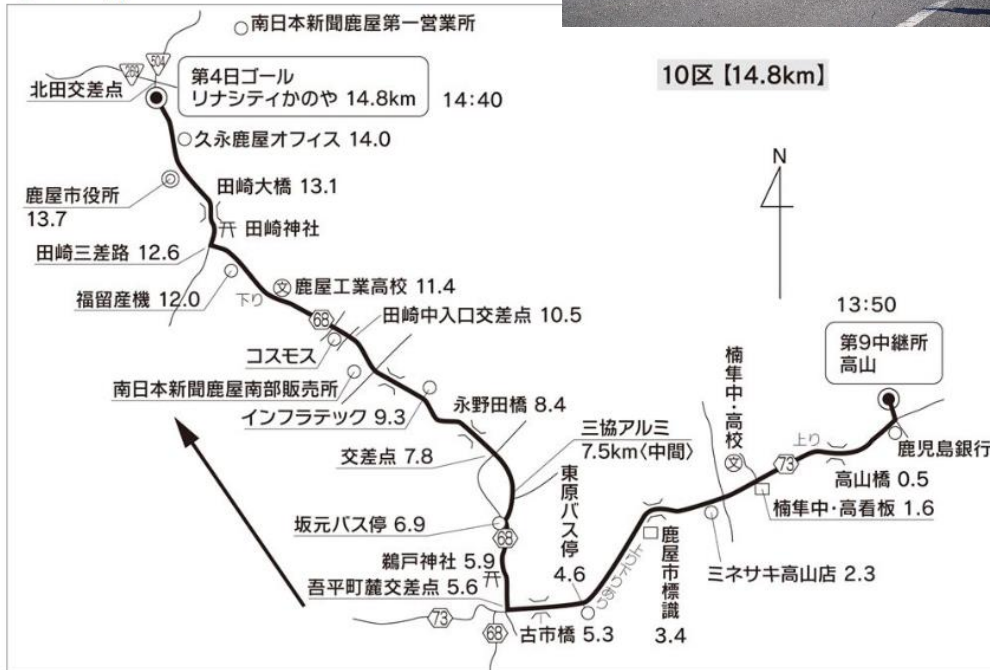 南日本新聞鹿屋第一営業所
10区【14.8km】
504
269
北田交差点
第4日ゴール
リナシティかのや 14.8km
14:40
久永鹿屋オフィス 14.0
鹿屋市役所
13.7
田崎大橋 13.1
田崎神社
田崎三差路 12.6
福留産機 12.0
下り
文
鹿屋工業高校 11.4
68
田崎中入口交差点 10.5
コスモス
南日本新聞鹿屋南部販売所
インフラテック 9.3
永野田橋 8.4
交差点 7.8
三協アルミ
7.5km〈中間〉
坂元バス停 6.9
68
鵜戸神社 5.9
吾平町麓交差点 5.6
73
68
古市橋 5.3
東原バス停
4.6
鹿屋市標識
3.4
ミネサキ高山店 2.3
楠隼中・高校
文
楠隼中・高看板 1.6
73
上り
高山橋 0.5
鹿児島銀行
13:50
第9中継所
高山
N